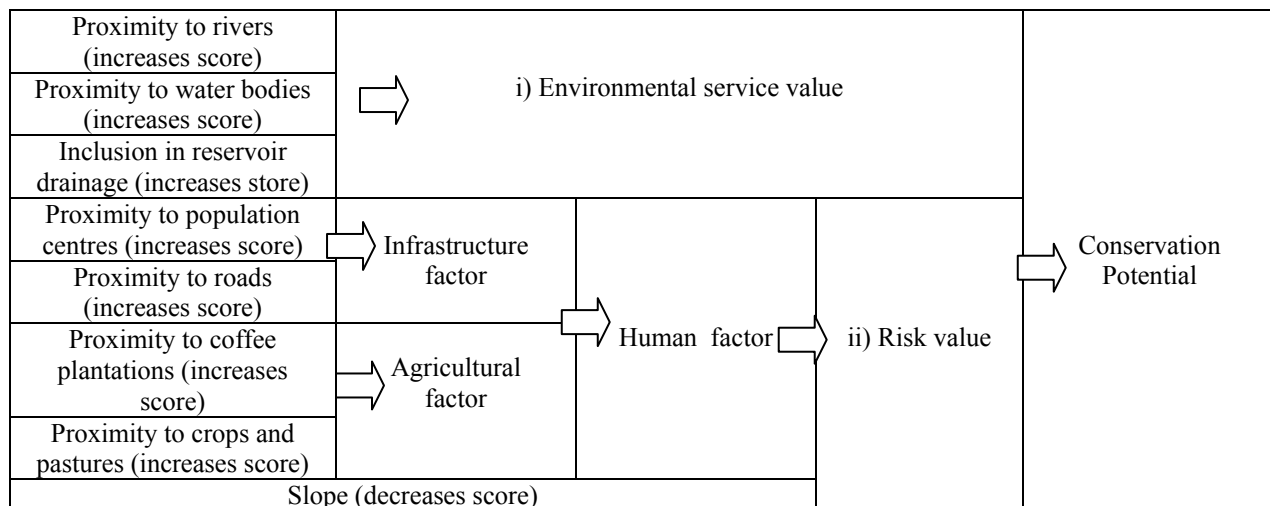 Proximity to rivers
(increases score)
Proximity to water bodies
(increases score)
Inclusion in reservoir
drainage (increases store)
i) Environmental service value
Proximity to population
centres (increases score)
Proximity to roads
(increases score)
Infrastructure
factor
Proximity to coffee
plantations (increases
score)
Proximity to crops and
pastures (increases score)
Agricultural
factor
Human factor
Slope (decreases score)
ii) Risk value
Conservation
Potential